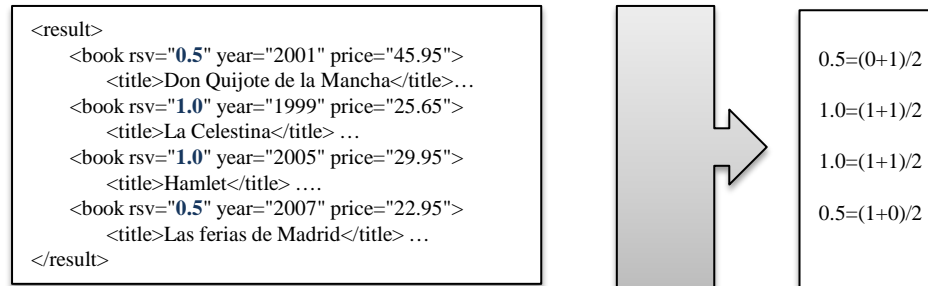 <result>
<book rsv="0.5" year="2001" price="45.95">
<title>Don Quijote de la Mancha</title>…
<book rsv="1.0" year="1999" price="25.65">
<title>La Celestina</title> …
<book rsv="1.0" year="2005" price="29.95">
<title>Hamlet</title> ….
<book rsv="0.5" year="2007" price="22.95">
<title>Las ferias de Madrid</title> …
</result>
0.5=(0+1)/2
1.0=(1+1)/2
1.0=(1+1)/2
0.5=(1+0)/2